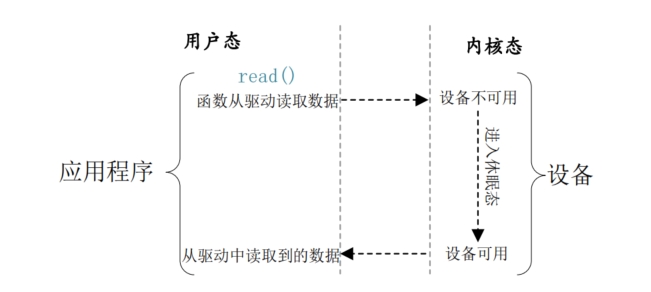 用户态
内核态
read()
函数从驱动读取数据
设备不可用
进入休眠态
应用程序
设备
从驱动中读取到的数据
设备可用